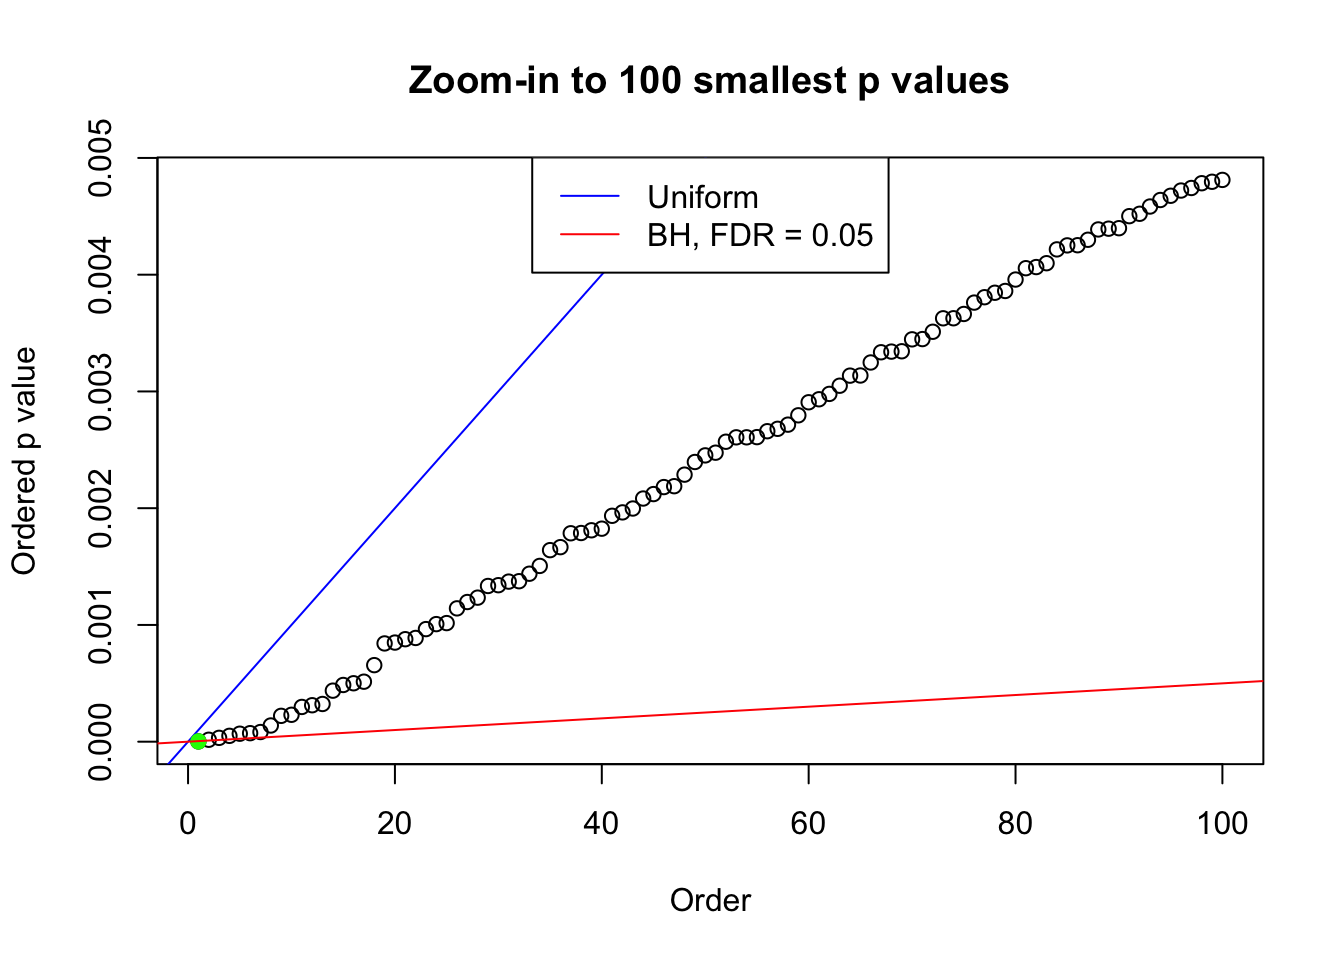 Zoom-in to 100 smallest p values
Uniform
BH, FDR = 0.05
Ordered p value
0.005
0.004
0.003
0.002
0.001
0.000
0 20 40 60 80 100
Order